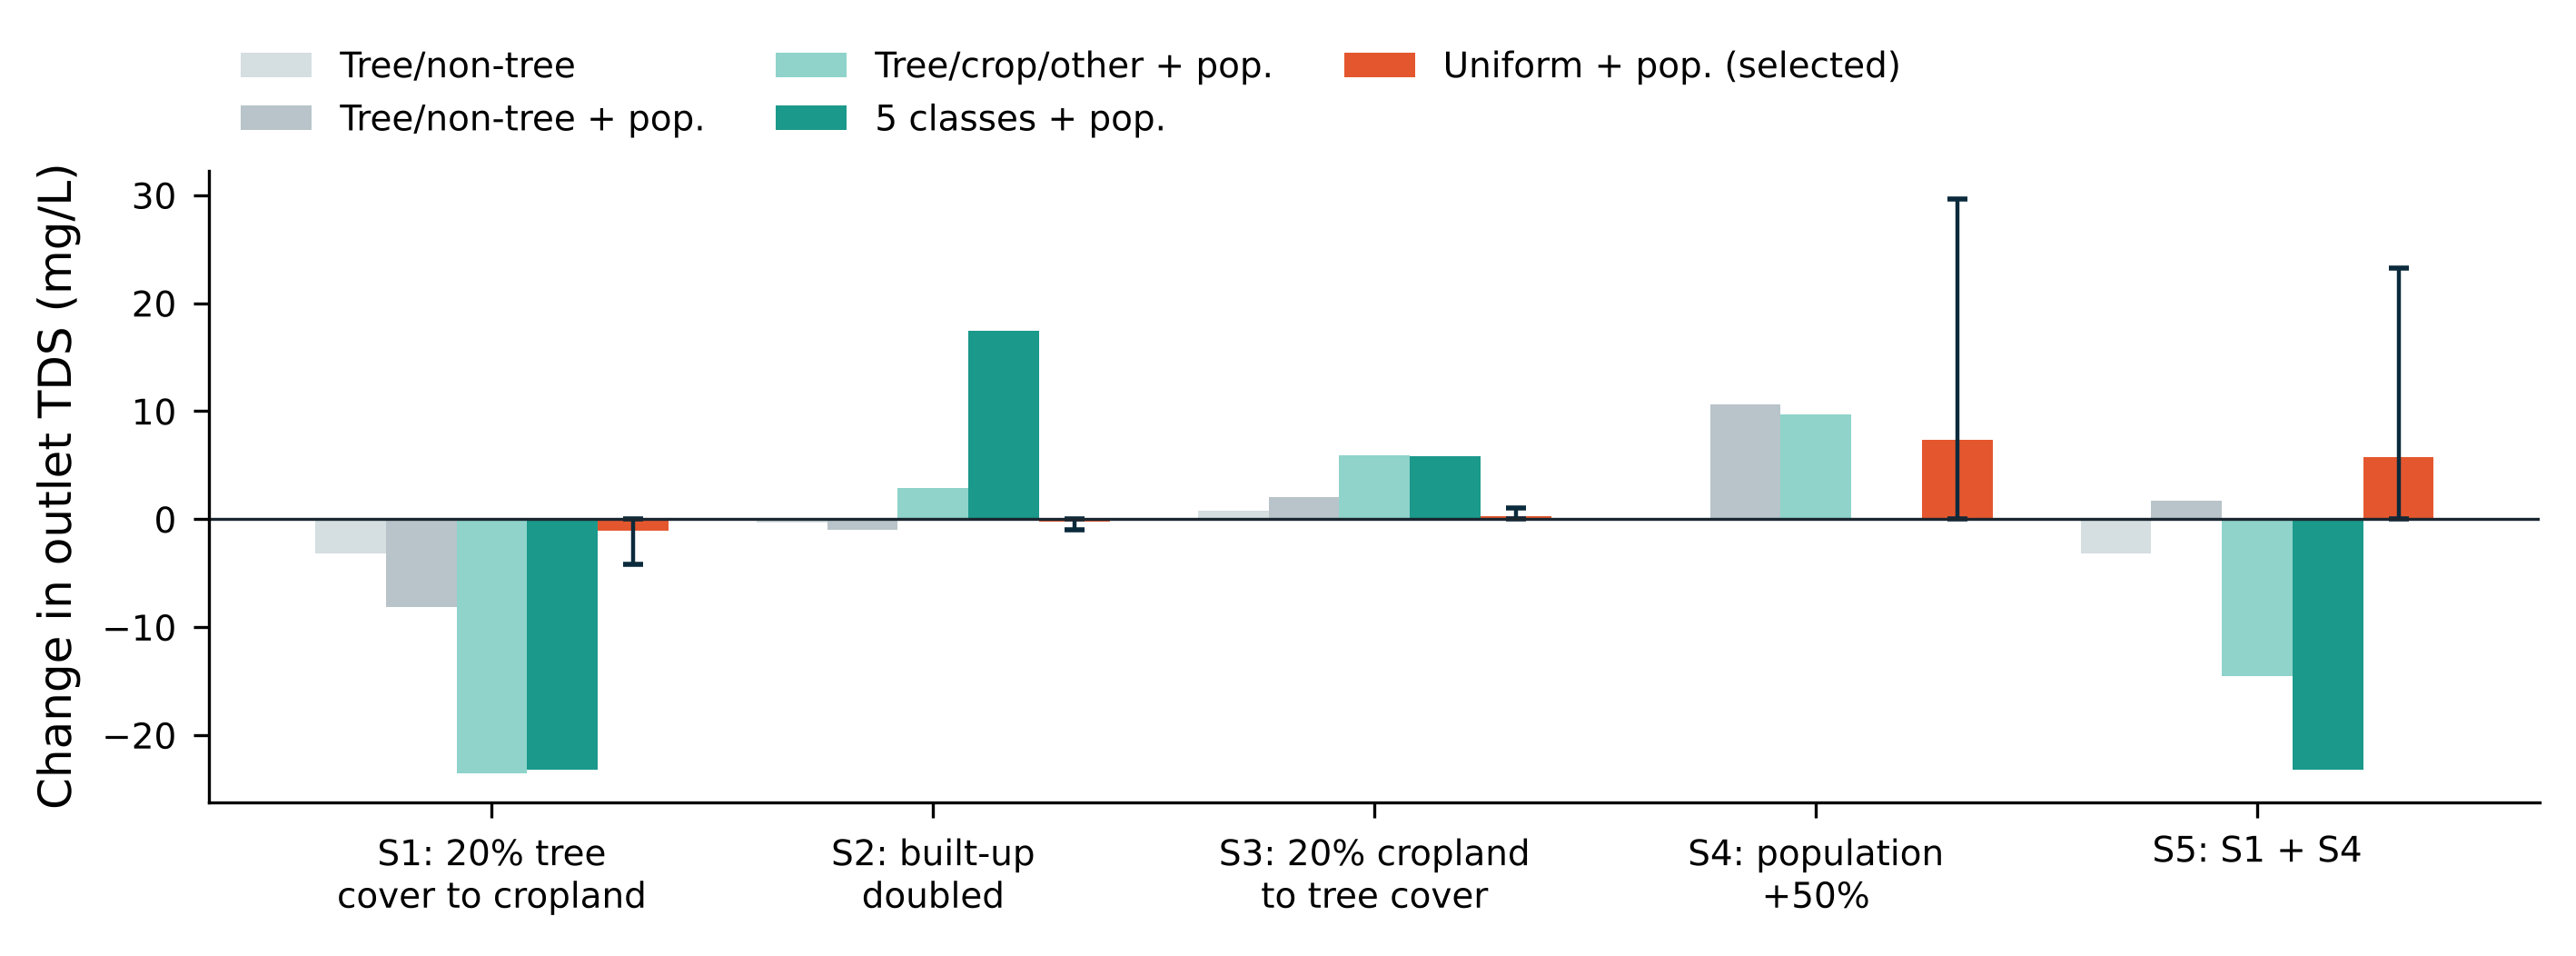 Tree/non-tree
Tree/non-tree + pop.
Tree/crop/other + pop.
5 classes + pop.
Uniform + pop. (selected)
Change in outlet TDS (mg/L)
30
20
10
0
−10
−20
S1: 20% tree
cover to cropland
S2: built-up
doubled
S3: 20% cropland
to tree cover
S4: population
+50%
S5: S1 + S4